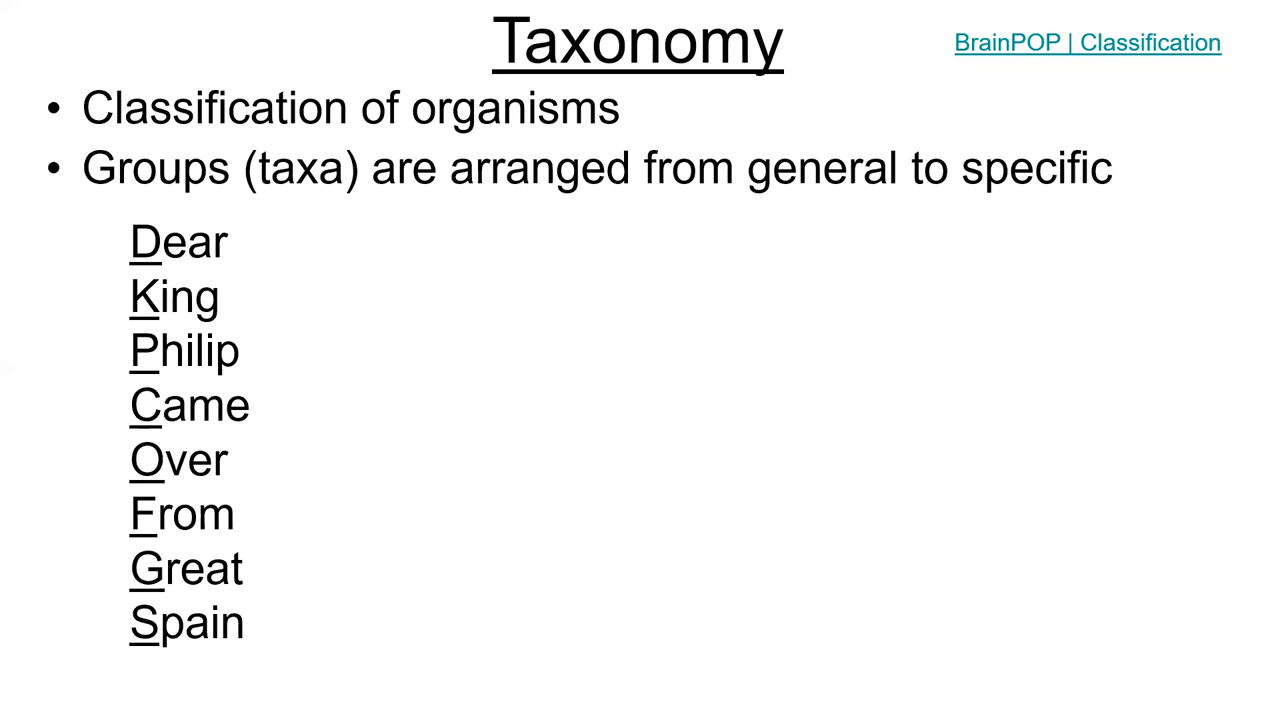 Taxonomy
BrainPOP | Classification
• Classification of organisms
• Groups (taxa) are arranged from general to specific
Dear
King
Philip
Came
Over
From
Great
Spain